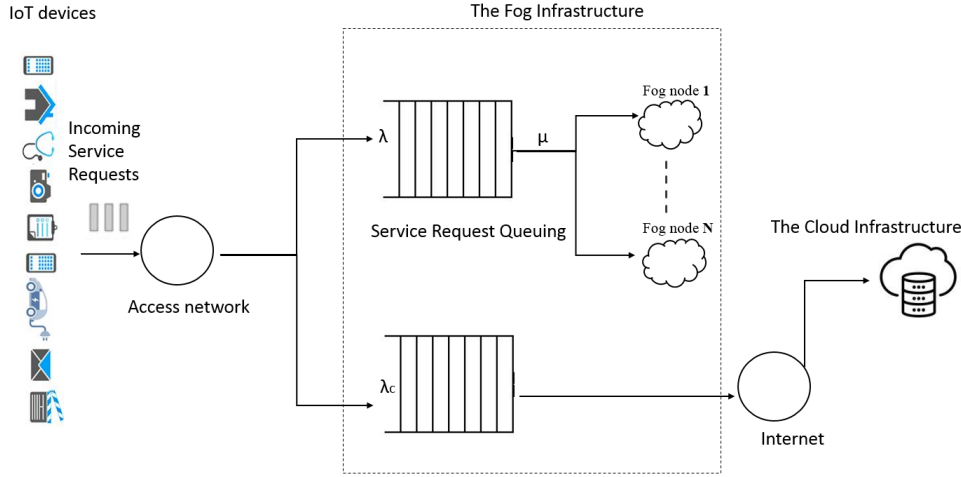 IoT devices
The Fog Infrastructure
Incoming
Service
Requests
λ
μ
Fog node 1
Service Request Queuing
Fog node N
The Cloud Infrastructure
Access network
λc
Internet